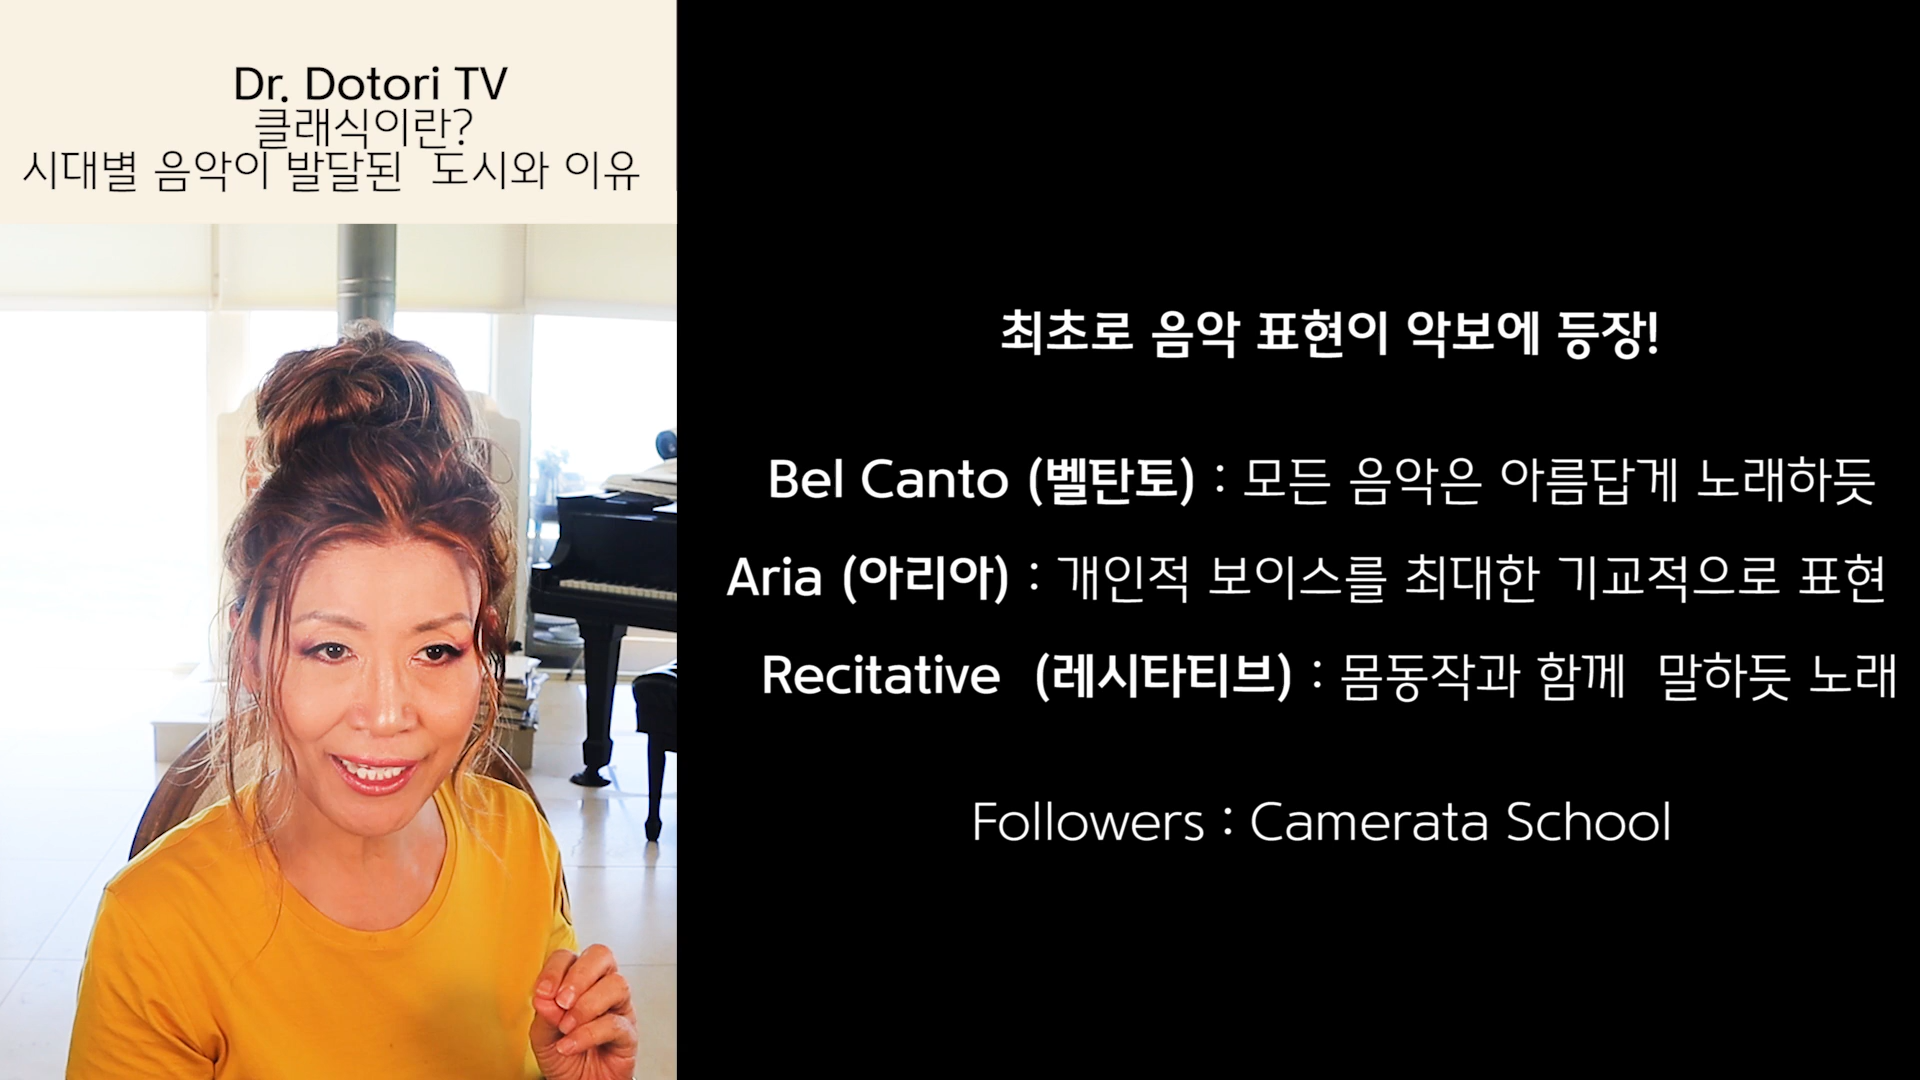 Dr. Dotori TV
클래식이란?
시대별 음악이 발달된 도시와 이유
최초로 음악 표현이 악보에 등장!
Bel Canto (벨탄토) : 모든 음악은 아름답게 노래하듯
Aria (아리아) : 개인적 보이스를 최대한 기교적으로 표현
Recitative (레시타티브) : 몸동작과 함께 말하듯 노래
Followers : Camerata School